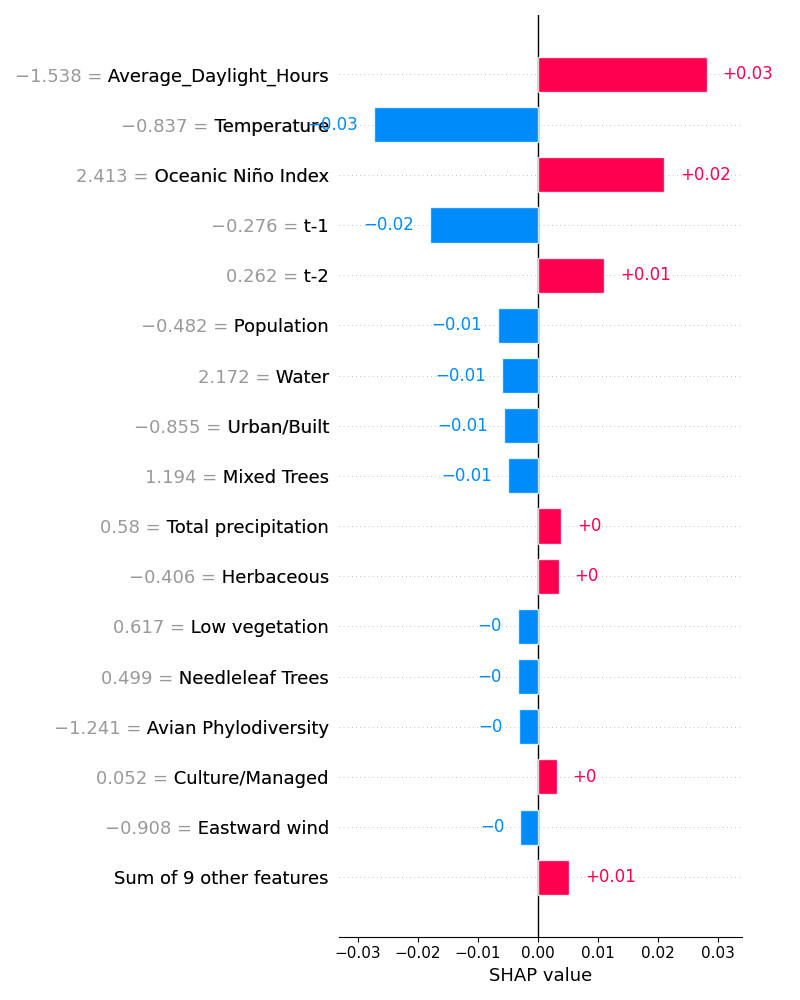 −1.538 = Average_Daylight_Hours +0.03
−0.837 = Temperature −0.03
2.413 = Oceanic Niño Index +0.02
−0.276 = t-1 −0.02
0.262 = t-2 +0.01
−0.482 = Population −0.01
2.172 = Water −0.01
−0.855 = Urban/Built −0.01
1.194 = Mixed Trees −0.01
0.58 = Total precipitation +0
−0.406 = Herbaceous +0
0.617 = Low vegetation −0
0.499 = Needleleaf Trees −0
−1.241 = Avian Phylodiversity −0
0.052 = Culture/Managed +0
−0.908 = Eastward wind −0
Sum of 9 other features +0.01
−0.03 −0.02 −0.01 0.00 0.01 0.02 0.03
SHAP value